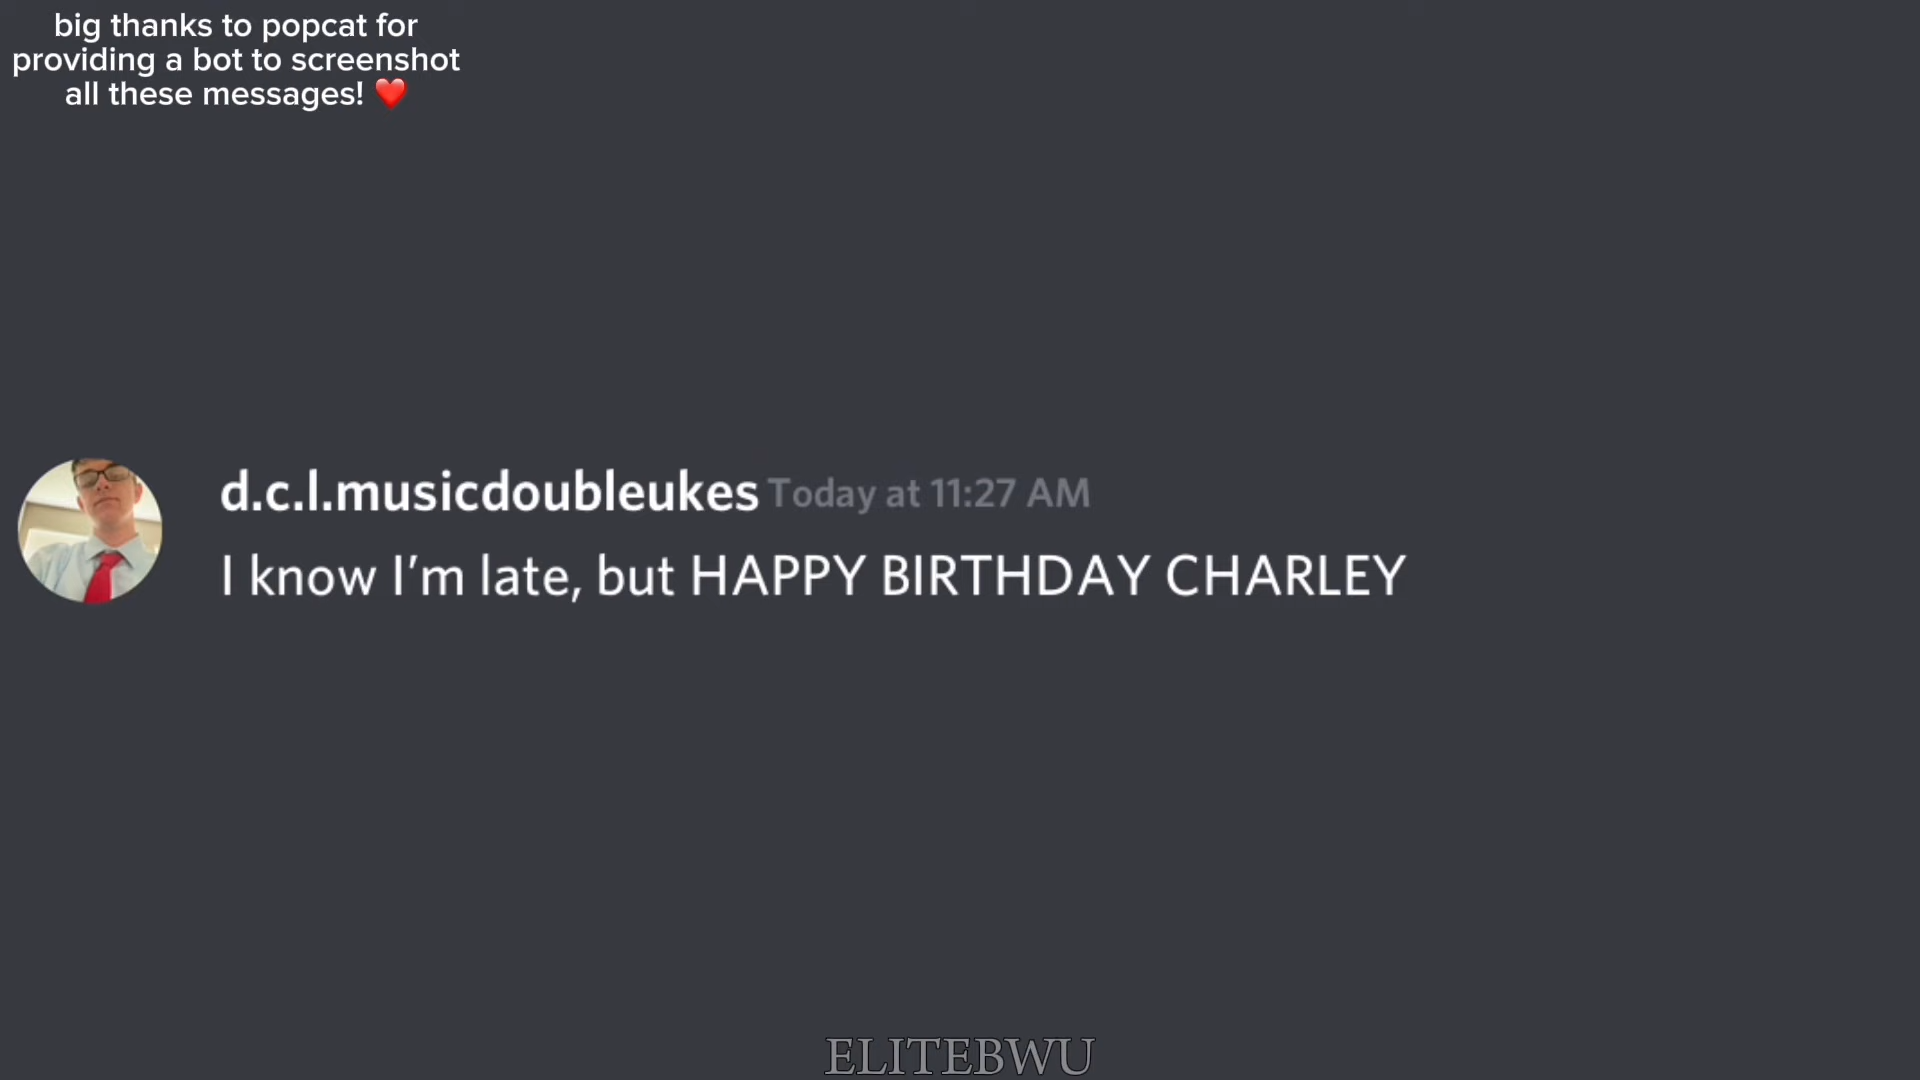 big thanks to popcat for
providing a bot to screenshot
all these messages! ❤️
d.c.l.musicdoubleukes Today at 11:27 AM
I know I’m late, but HAPPY BIRTHDAY CHARLEY
ELITEBWU